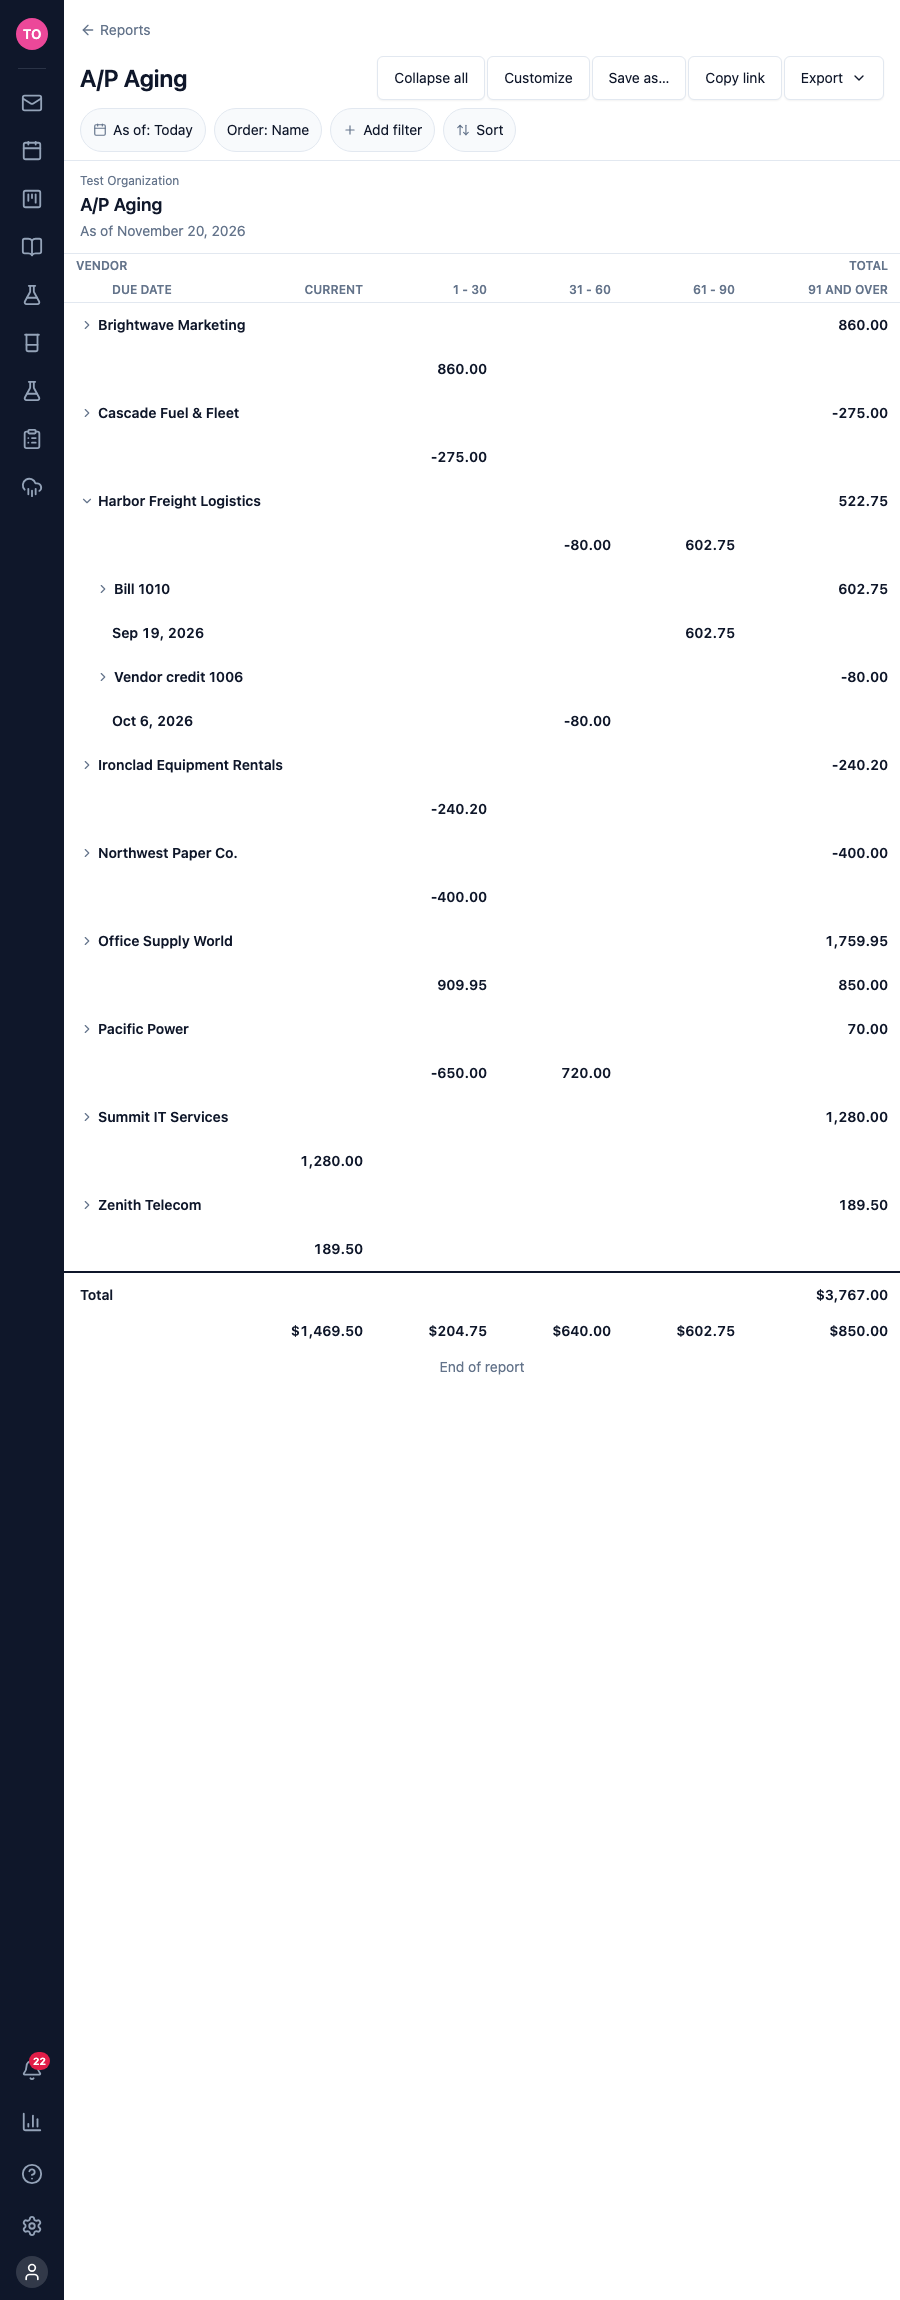 TO
Reports
A/P Aging
Collapse all
Customize
Save as...
Copy link
Export
As of: Today
Order: Name
Add filter
Sort
Test Organization
A/P Aging
As of November 20, 2026
VENDOR TOTAL
DUE DATE CURRENT 1 - 30 31 - 60 61 - 90 91 AND OVER
Brightwave Marketing 860.00
860.00
Cascade Fuel & Fleet -275.00
-275.00
Harbor Freight Logistics 522.75
-80.00 602.75
Bill 1010 602.75
Sep 19, 2026 602.75
Vendor credit 1006 -80.00
Oct 6, 2026 -80.00
Ironclad Equipment Rentals -240.20
-240.20
Northwest Paper Co. -400.00
-400.00
Office Supply World 1,759.95
909.95 850.00
Pacific Power 70.00
-650.00 720.00
Summit IT Services 1,280.00
1,280.00
Zenith Telecom 189.50
189.50
Total $3,767.00
$1,469.50 $204.75 $640.00 $602.75 $850.00
End of report
22